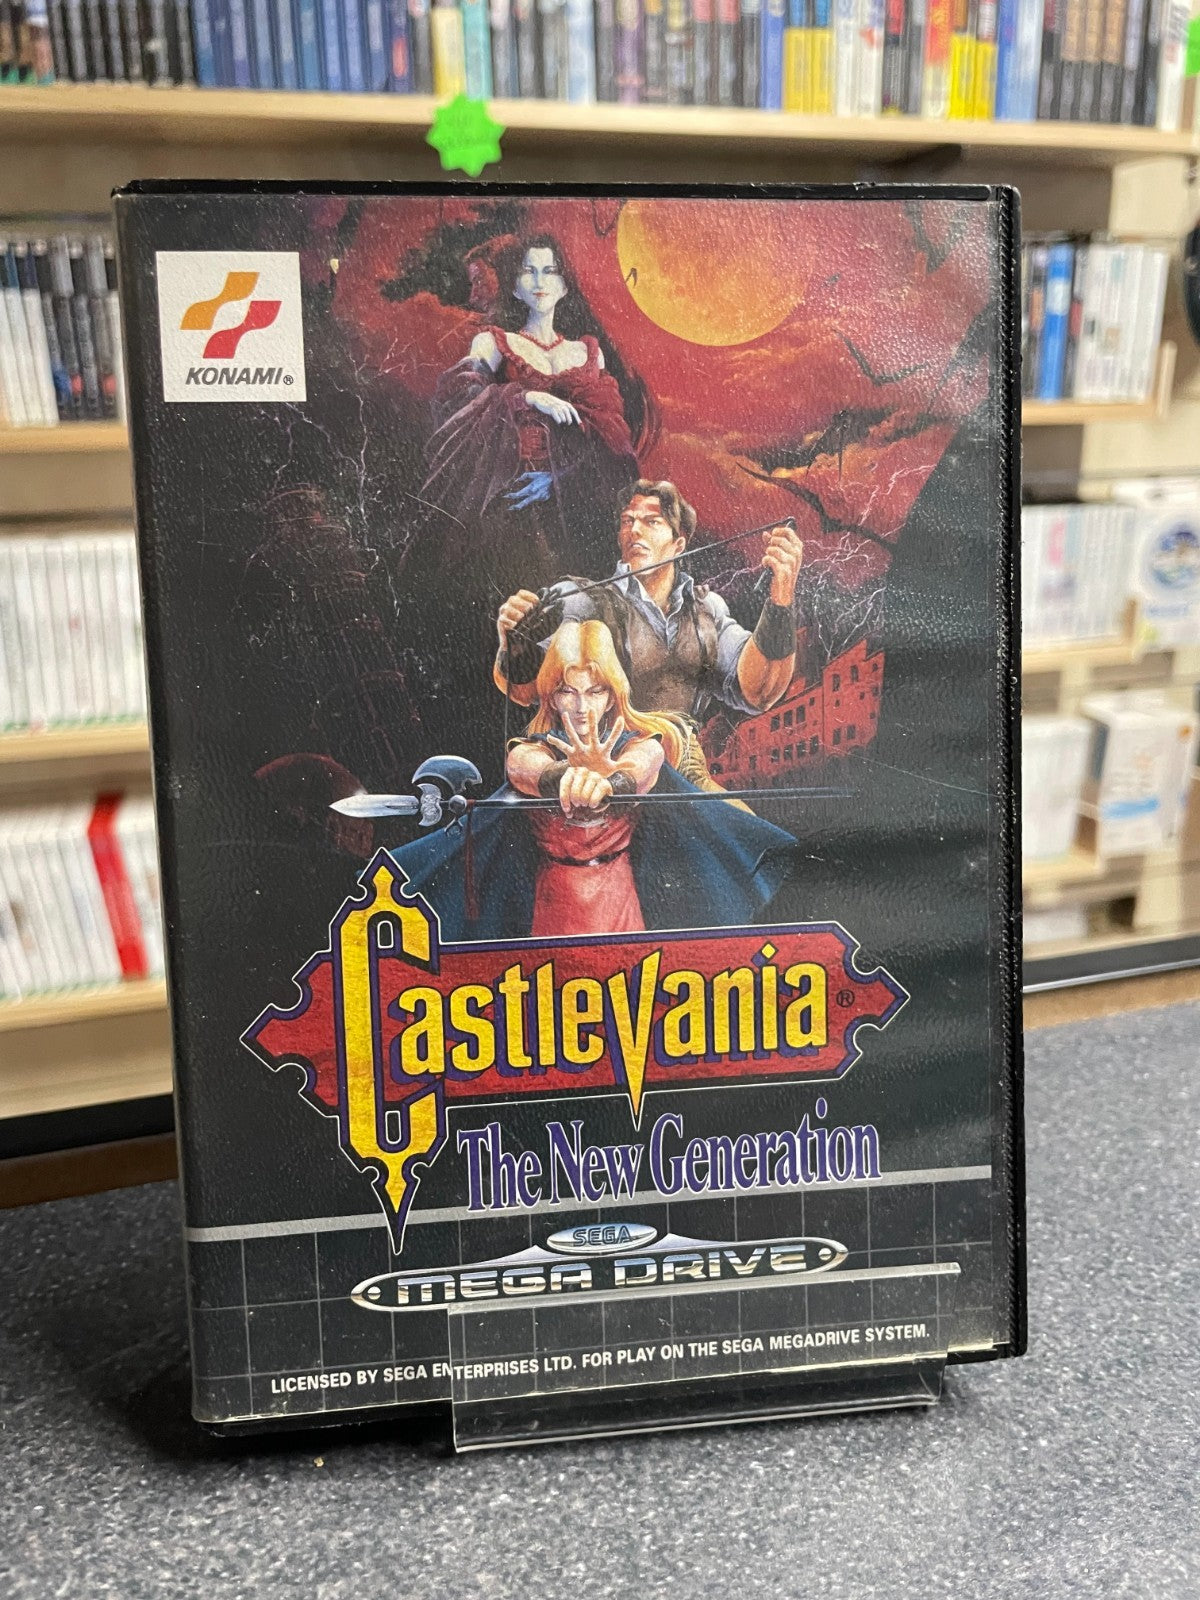 KONAMI®
Castlevania®
The New Generation
SEGA
MEGA DRIVE
LICENSED BY SEGA ENTERPRISES LTD. FOR PLAY ON THE SEGA MEGADRIVE SYSTEM.